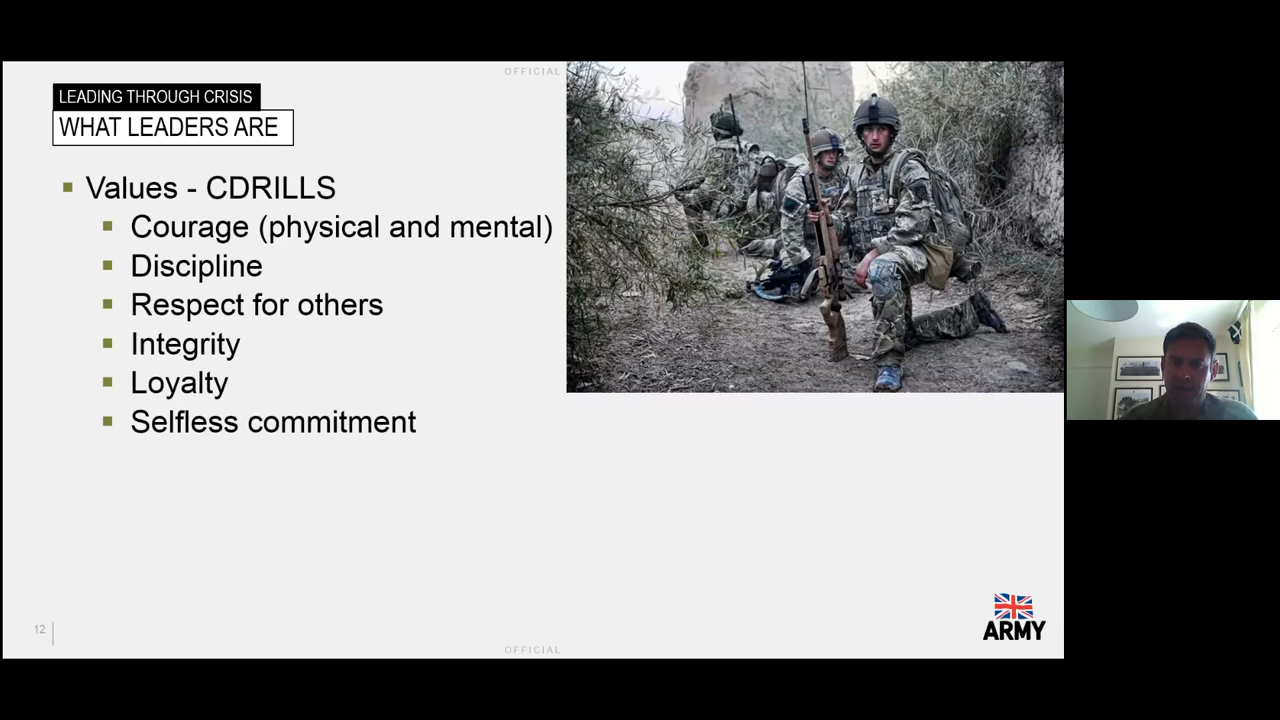 OFFICIAL
LEADING THROUGH CRISIS
WHAT LEADERS ARE
Values - CDRILLS
Courage (physical and mental)
Discipline
Respect for others
Integrity
Loyalty
Selfless commitment
12
ARMY
OFFICIAL